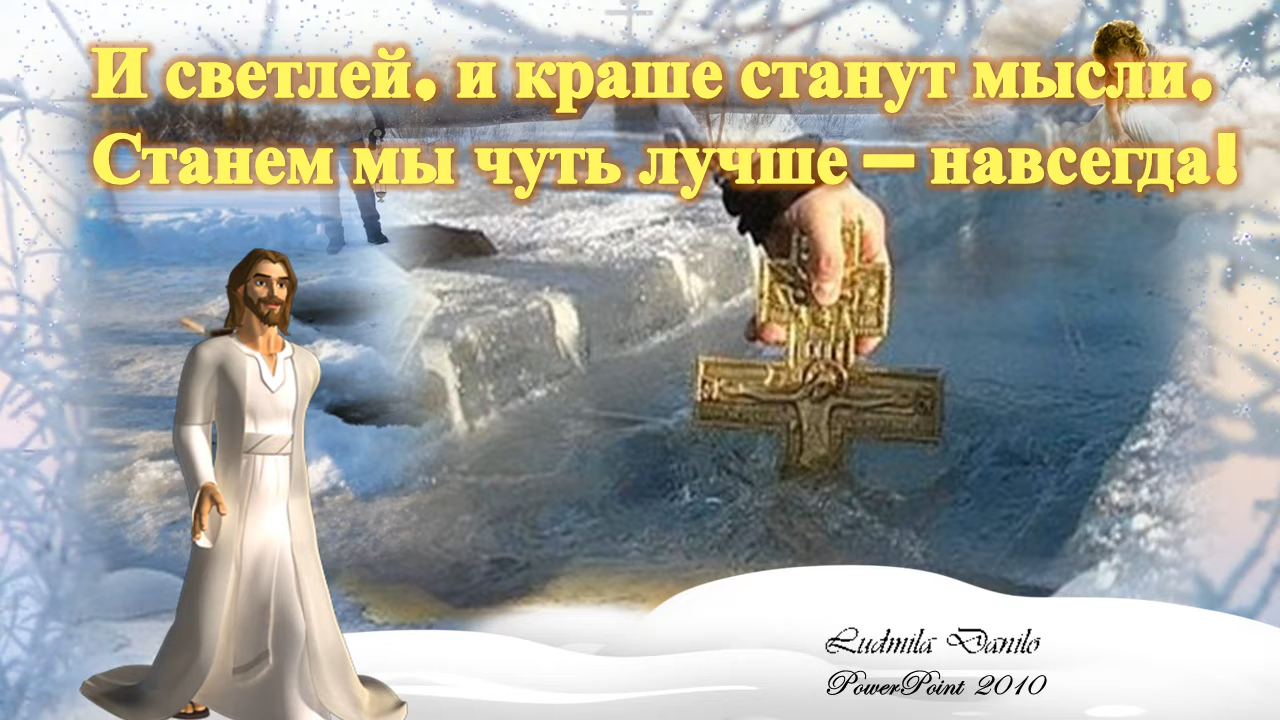 И светлей, и краше станут мысли,
Станем мы чуть лучше – навсегда!
Ludmila Danilo
PowerPoint 2010